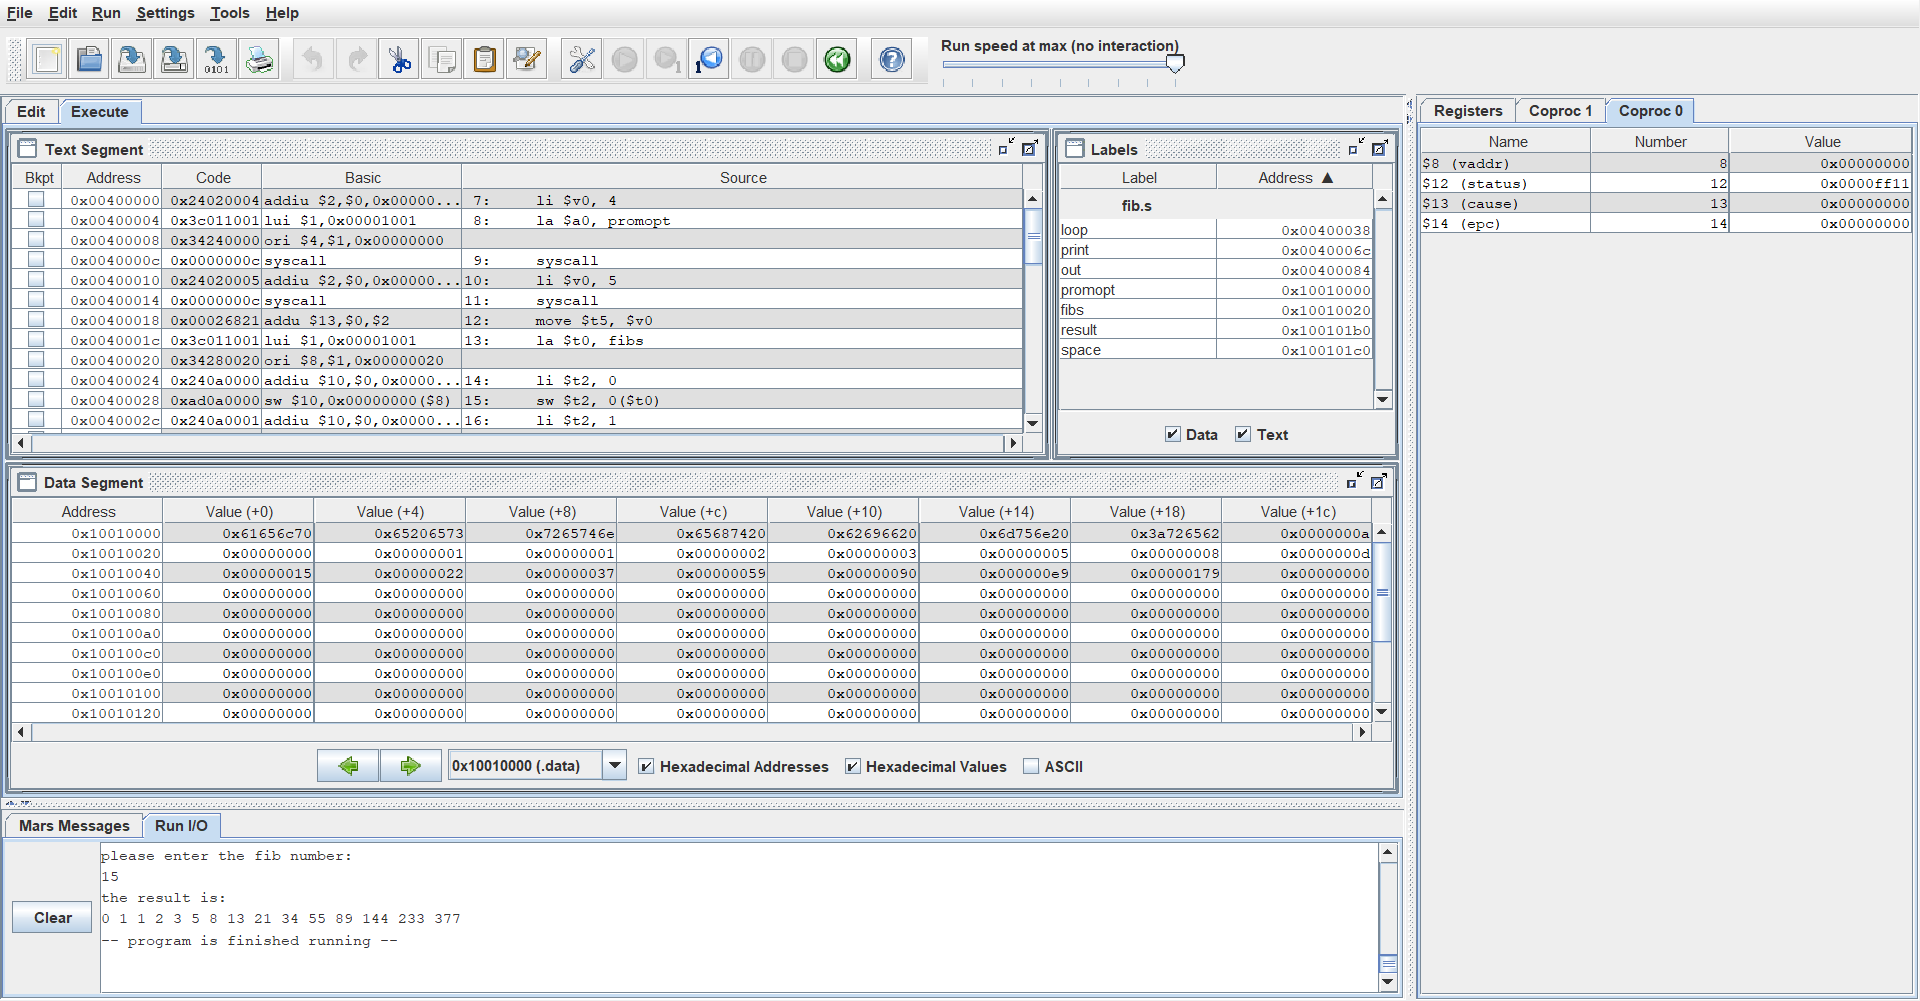 File Edit Run Settings Tools Help
Run speed at max (no interaction)
Edit Execute
Text Segment
Bkpt Address Code Basic Source
0x00400000 0x24020004 addiu $2,$0,0x00000... 7: li $v0, 4
0x00400004 0x3c011001 lui $1,0x00001001 8: la $a0, promopt
0x00400008 0x34240000 ori $4,$1,0x00000000
0x0040000c 0x0000000c syscall 9: syscall
0x00400010 0x24020005 addiu $2,$0,0x00000... 10: li $v0, 5
0x00400014 0x0000000c syscall 11: syscall
0x00400018 0x00026821 addu $13,$0,$2 12: move $t5, $v0
0x0040001c 0x3c011001 lui $1,0x00001001 13: la $t0, fibs
0x00400020 0x34280020 ori $8,$1,0x00000020
0x00400024 0x240a0000 addiu $10,$0,0x0000... 14: li $t2, 0
0x00400028 0xad0a0000 sw $10,0x00000000($8) 15: sw $t2, 0($t0)
0x0040002c 0x240a0001 addiu $10,$0,0x0000... 16: li $t2, 1
Labels
Label Address ▲
fib.s
loop 0x00400038
print 0x0040006c
out 0x00400084
promopt 0x10010000
fibs 0x10010020
result 0x100101b0
space 0x100101c0
Data Text
Data Segment
Address Value (+0) Value (+4) Value (+8) Value (+c) Value (+10) Value (+14) Value (+18) Value (+1c)
0x10010000 0x61656c70 0x65206573 0x7265746e 0x65687420 0x62696620 0x6d756e20 0x3a726562 0x0000000a
0x10010020 0x00000000 0x00000001 0x00000001 0x00000002 0x00000003 0x00000005 0x00000008 0x0000000d
0x10010040 0x00000015 0x00000022 0x00000037 0x00000059 0x00000090 0x000000e9 0x00000179 0x00000000
0x10010060 0x00000000 0x00000000 0x00000000 0x00000000 0x00000000 0x00000000 0x00000000 0x00000000
0x10010080 0x00000000 0x00000000 0x00000000 0x00000000 0x00000000 0x00000000 0x00000000 0x00000000
0x100100a0 0x00000000 0x00000000 0x00000000 0x00000000 0x00000000 0x00000000 0x00000000 0x00000000
0x100100c0 0x00000000 0x00000000 0x00000000 0x00000000 0x00000000 0x00000000 0x00000000 0x00000000
0x100100e0 0x00000000 0x00000000 0x00000000 0x00000000 0x00000000 0x00000000 0x00000000 0x00000000
0x10010100 0x00000000 0x00000000 0x00000000 0x00000000 0x00000000 0x00000000 0x00000000 0x00000000
0x10010120 0x00000000 0x00000000 0x00000000 0x00000000 0x00000000 0x00000000 0x00000000 0x00000000
0x10010000 (.data) Hexadecimal Addresses Hexadecimal Values ASCII
Mars Messages Run I/O
Clear
please enter the fib number:
15
the result is:
0 1 1 2 3 5 8 13 21 34 55 89 144 233 377
-- program is finished running --
Registers Coproc 1 Coproc 0
Name Number Value
$8 (vaddr) 8 0x00000000
$12 (status) 12 0x0000ff11
$13 (cause) 13 0x00000000
$14 (epc) 14 0x00000000